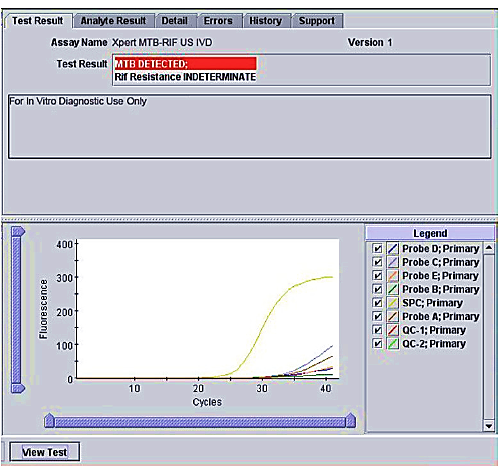 Test Result Analyte Result Detail Errors History Support
Assay Name Xpert MTB-RIF US IVD Version 1
Test Result MTB DETECTED;
Rif Resistance INDETERMINATE
For In Vitro Diagnostic Use Only
Legend
Probe D; Primary
Probe C; Primary
Probe E; Primary
Probe B; Primary
SPC; Primary
Probe A; Primary
QC-1; Primary
QC-2; Primary
Fluorescence
400
300
200
100
0
10 20 30 40
Cycles
View Test